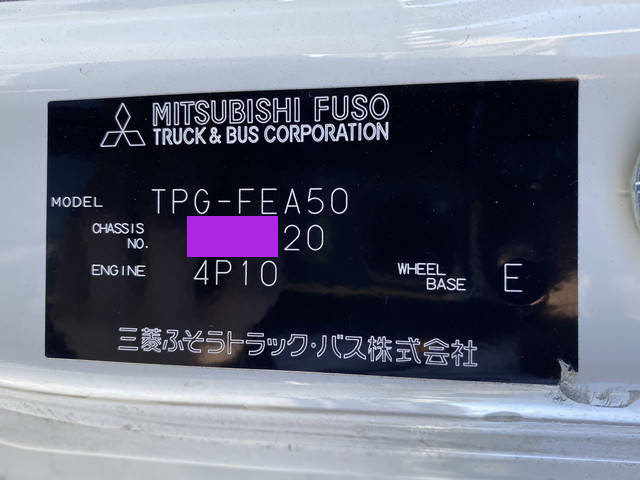 MITSUBISHI FUSO
TRUCK & BUS CORPORATION
MODEL TPG-FEA50
CHASSIS NO. 20
ENGINE 4P10 WHEEL BASE E
三菱ふそうトラック・バス株式会社